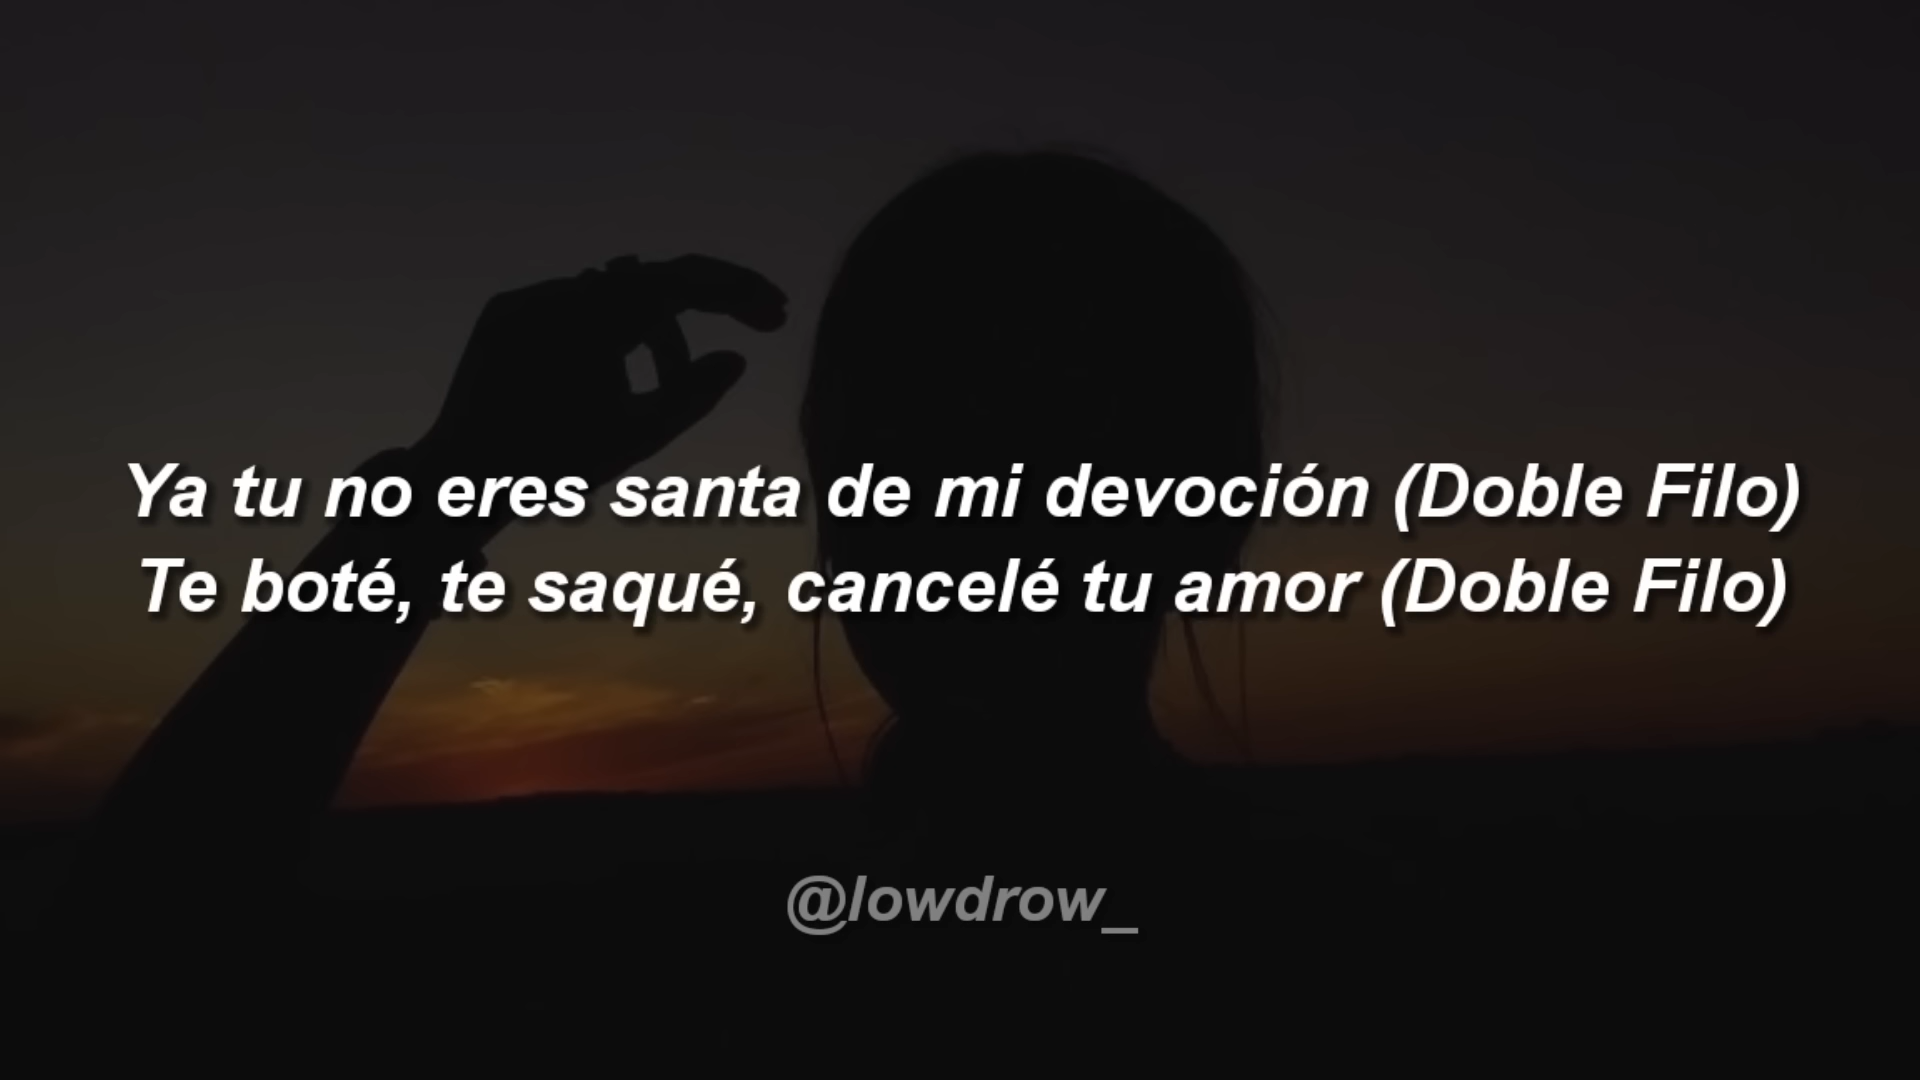 Ya tu no eres santa de mi devoción (Doble Filo)
Te boté, te saqué, cancelé tu amor (Doble Filo)
@lowdrow_